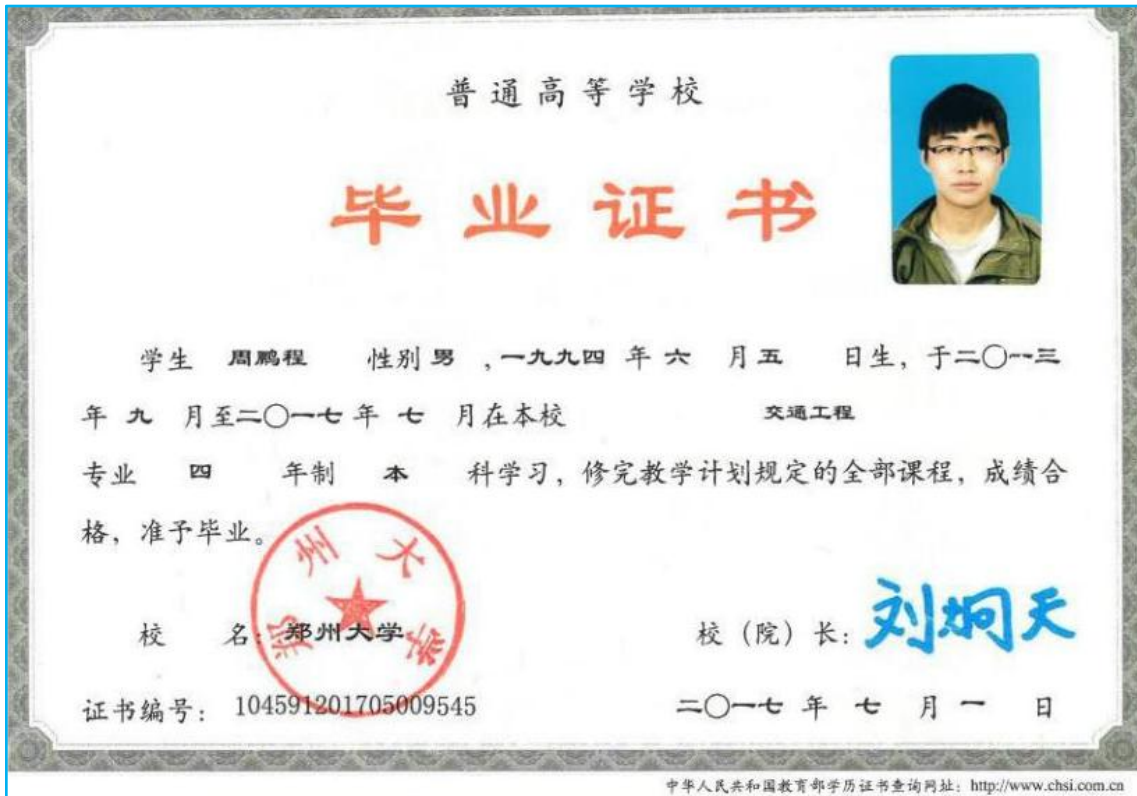 普通高等学校
毕业证书
学生 周鹏程 性别 男 ,一九九四 年 六 月 五 日生，于二〇一三
年 九 月至二〇一七 年 七 月在本校 交通工程
专业 四 年制 本 科学习，修完教学计划规定的全部课程，成绩合
格，准予毕业。
郑州大学
校 名：郑州大学 校（院）长：刘炯天
证书编号： 104591201705009545 二〇一七 年 七 月 一 日
中华人民共和国教育部学历证书查询网址：http://www.chsi.com.cn